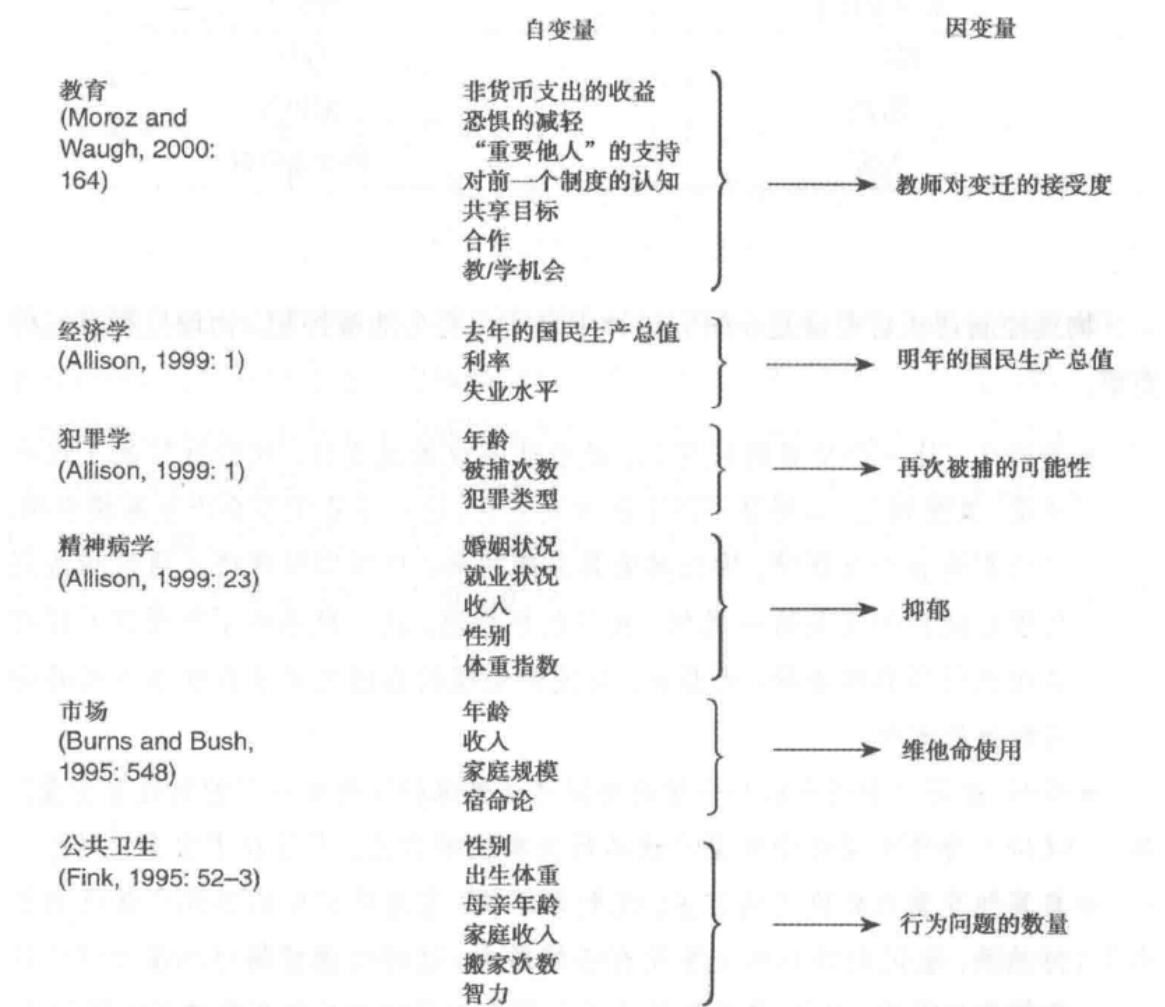 自变量 因变量
教育
(Moroz and
Waugh, 2000:
164)
非货币支出的收益
恐惧的减轻
“重要他人”的支持
对前一个制度的认知
共享目标
合作
教/学机会
教师对变迁的接受度
经济学
(Allison, 1999: 1)
去年的国民生产总值
利率
失业水平
明年的国民生产总值
犯罪学
(Allison, 1999: 1)
年龄
被捕次数
犯罪类型
再次被捕的可能性
精神病学
(Allison, 1999: 23)
婚姻状况
就业状况
收入
性别
体重指数
抑郁
市场
(Burns and Bush,
1995: 548)
年龄
收入
家庭规模
宿命论
维他命使用
公共卫生
(Fink, 1995: 52–3)
性别
出生体重
母亲年龄
家庭收入
搬家次数
智力
行为问题的数量